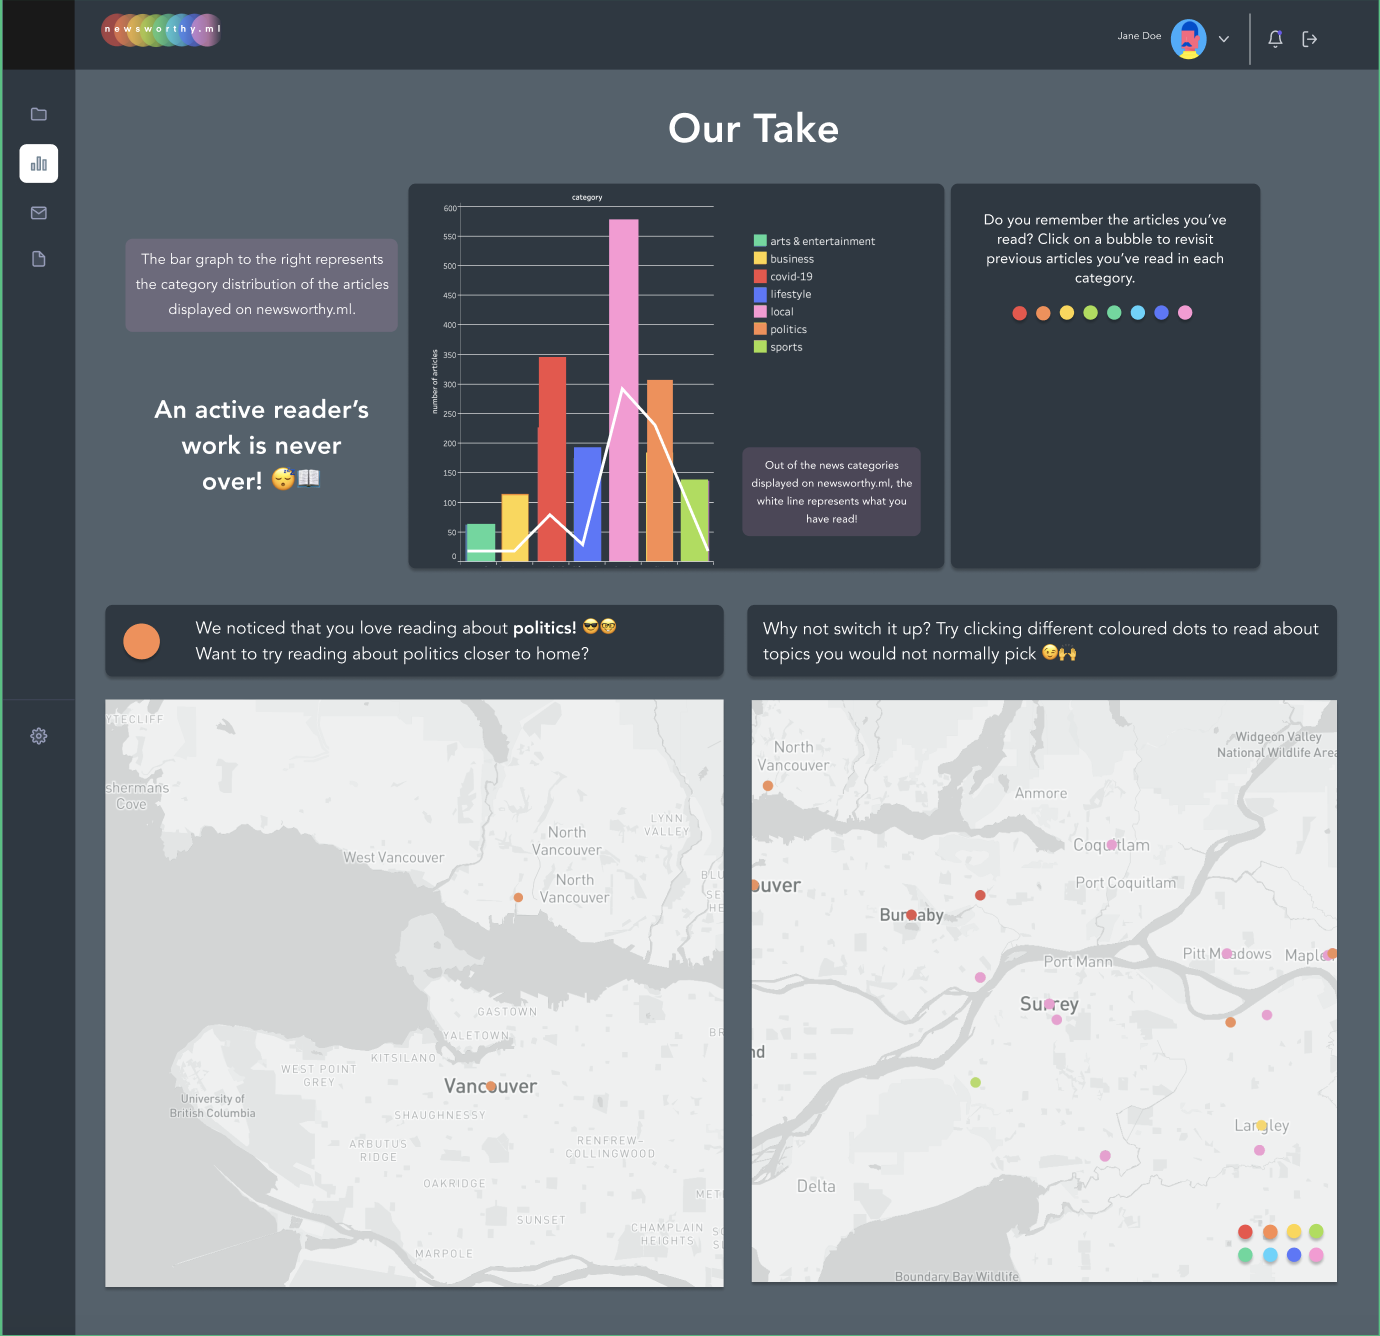 newsworthy.ml
Jane Doe
Our Take
The bar graph to the right represents
the category distribution of the articles
displayed on newsworthy.ml.
An active reader's
work is never
over! 😴📖
category
600
550
500
450
400
350
300
250
200
150
100
50
0
number of articles
arts & entertainment
business
covid-19
lifestyle
local
politics
sports
Out of the news categories
displayed on newsworthy.ml, the
white line represents what you
have read!
Do you remember the articles you've
read? Click on a bubble to revisit
previous articles you've read in each
category.
We noticed that you love reading about politics! 😎🤓
Want to try reading about politics closer to home?
Why not switch it up? Try clicking different coloured dots to read about
topics you would not normally pick 😉🙌
YTECLIFF
shermans
Cove
West Vancouver
LYNN
VALLEY
North
Vancouver
North
Vancouver
BLU
SE
HE
GASTOWN
YALETOWN
BR
KITSILANO
WEST POINT
GREY
Vancouver
University of
British Columbia
SHAUGHNESSY
ARBUTUS
RIDGE
RENFREW–
COLLINGWOOD
OAKRIDGE
MET
SUNSET
CHAMPLAIN
HEIGHTS
MARPOLE
Widgeon Valley
National Wildlife Area
North
Vancouver
Anmore
Coquitlam
Port Coquitlam
ouver
Burnaby
Pitt Meadows
Maple
Port Mann
Surrey
nd
Langley
Delta
Boundary Bay Wildlife